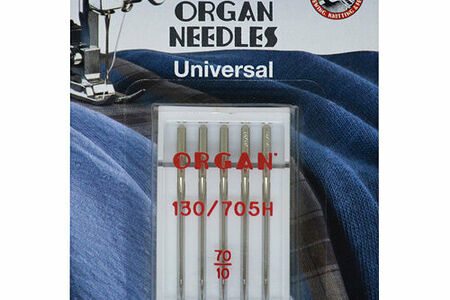 ORGAN
NEEDLES
Universal
ORGAN
130/705H
70
10